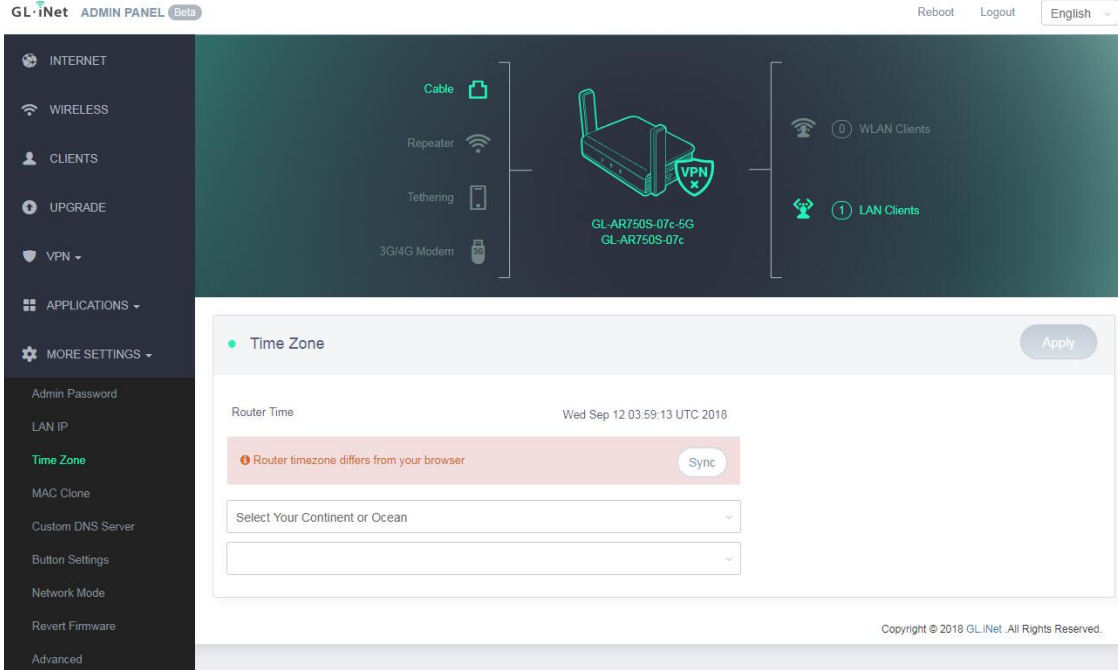 GL·iNet ADMIN PANEL Beta
Reboot Logout English
INTERNET
WIRELESS
CLIENTS
UPGRADE
VPN
APPLICATIONS
MORE SETTINGS
Admin Password
LAN IP
Time Zone
MAC Clone
Custom DNS Server
Button Settings
Network Mode
Revert Firmware
Advanced
Cable
Repeater
Tethering
3G/4G Modem
3G
VPN
GL-AR750S-07c-5G
GL-AR750S-07c
0 WLAN Clients
1 LAN Clients
Time Zone
Apply
Router Time Wed Sep 12 03:59:13 UTC 2018
Router timezone differs from your browser Sync
Select Your Continent or Ocean
Copyright © 2018 GL.iNet .All Rights Reserved.